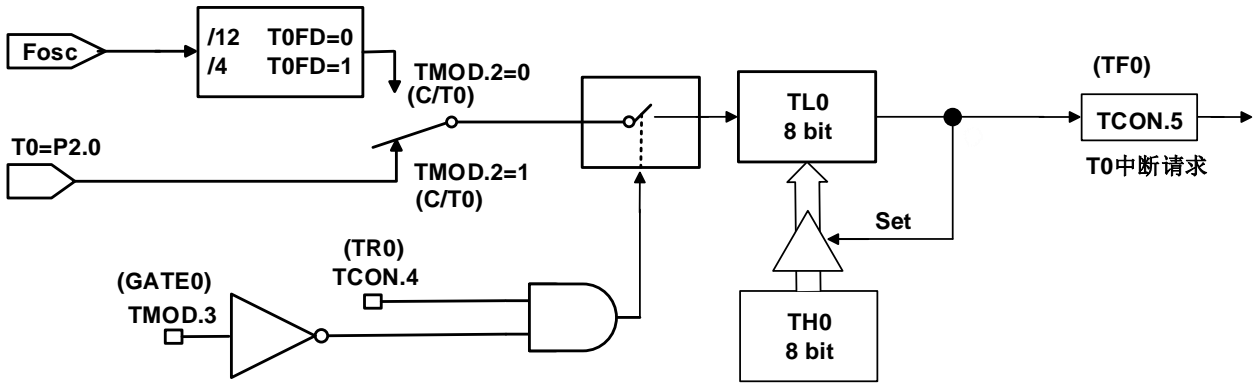 Fosc
/12 T0FD=0
/4 T0FD=1
TMOD.2=0
(C/T0)
T0=P2.0
TMOD.2=1
(C/T0)
TL0
8 bit
(TF0)
TCON.5
T0中断请求
Set
(TR0)
TCON.4
(GATE0)
TMOD.3
TH0
8 bit